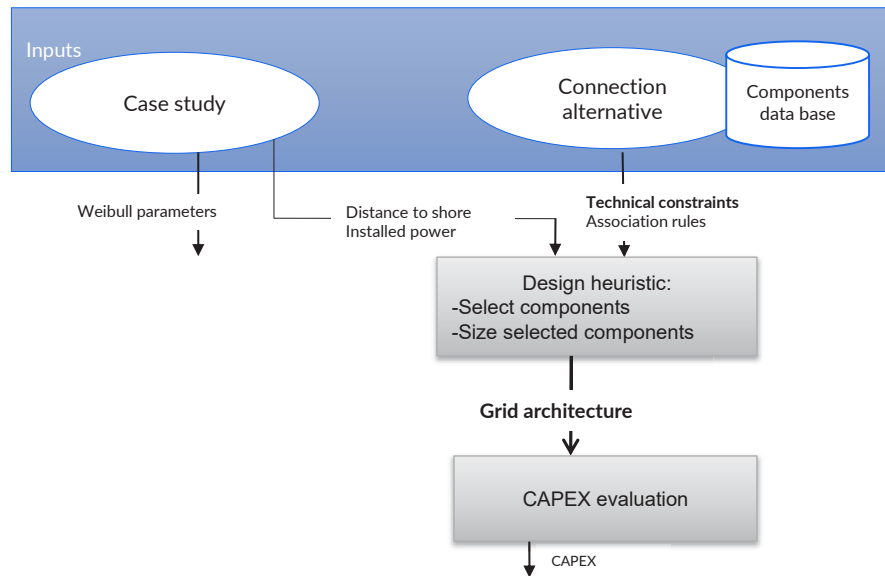 Inputs
Case study
Connection
alternative
Components
data base
Weibull parameters
Distance to shore
Installed power
Technical constraints
Association rules
Design heuristic:
-Select components
-Size selected components
Grid architecture
CAPEX evaluation
CAPEX